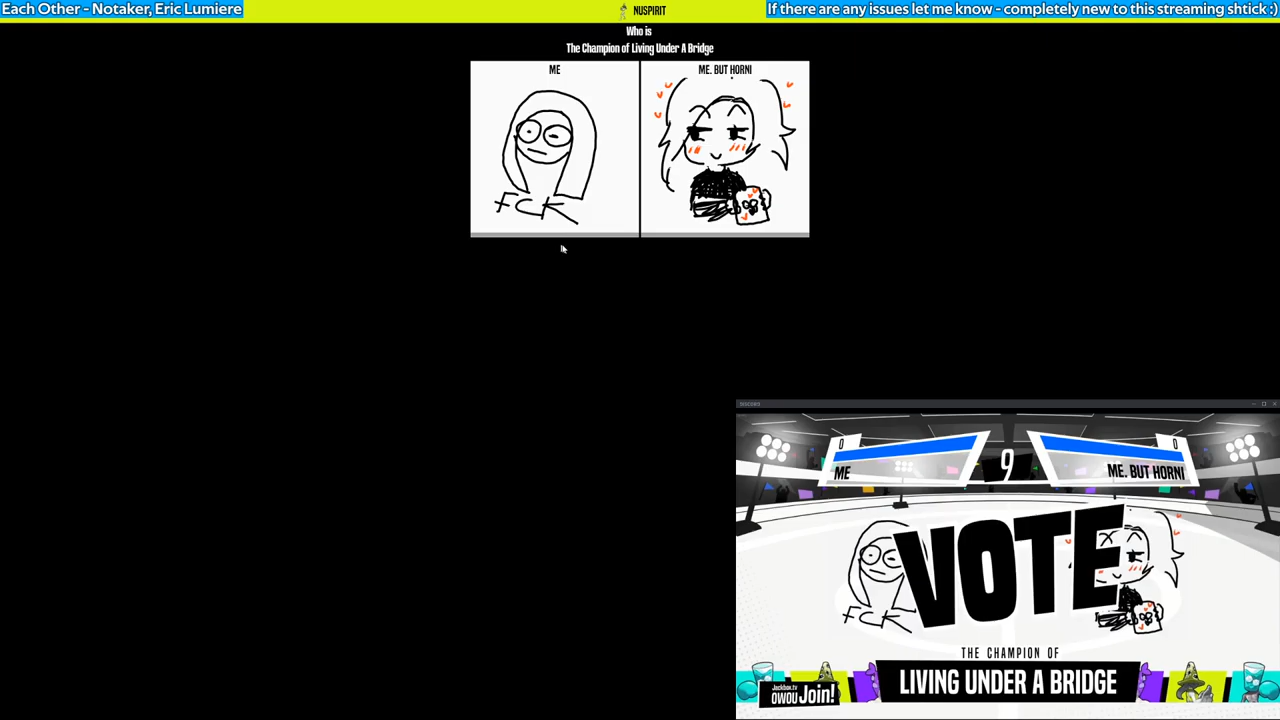 Each Other - Notaker, Eric Lumiere
NUSPIRIT
If there are any issues let me know - completely new to this streaming shtick :)
Who is
The Champion of Living Under A Bridge
ME
ME. BUT HORNI
FCK
0
0
9
ME
ME. BUT HORNI
VOTE
FCK
THE CHAMPION OF
LIVING UNDER A BRIDGE
Jackbox.tv
OWOU Join!